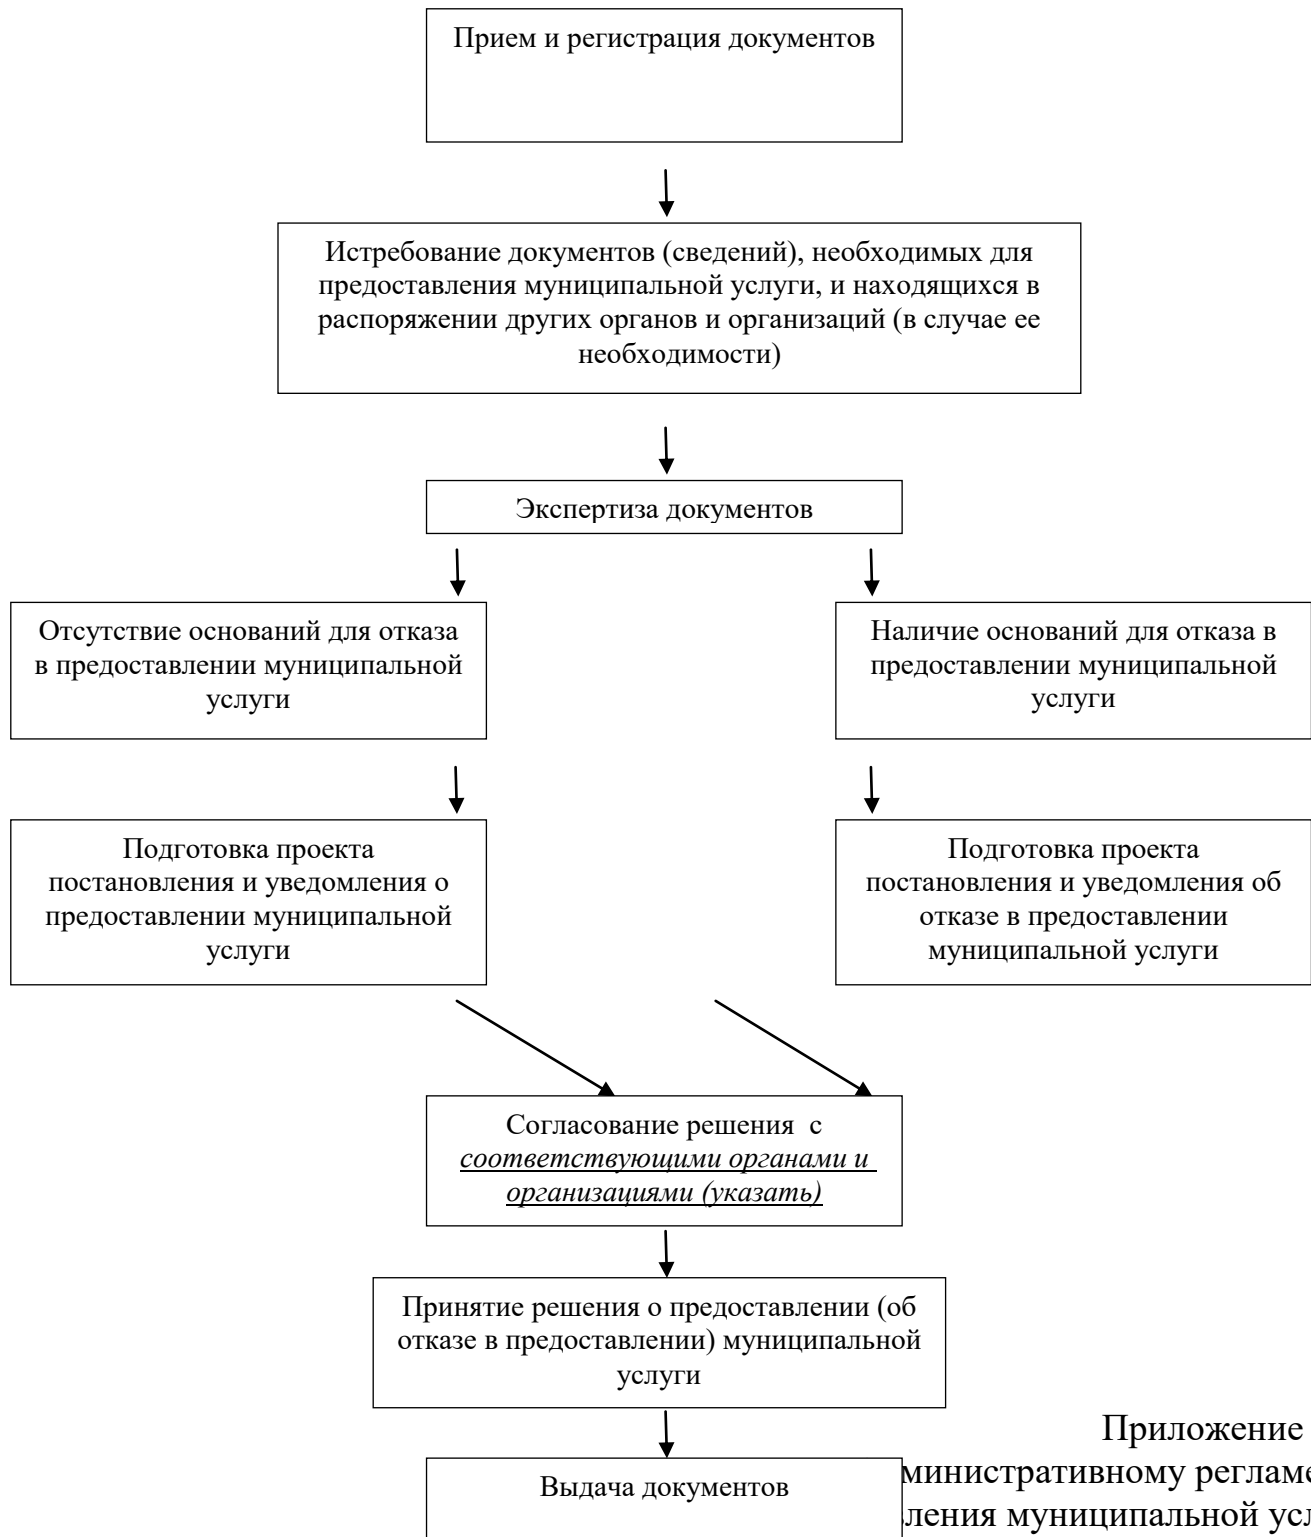 Прием и регистрация документов
Истребование документов (сведений), необходимых для
предоставления муниципальной услуги, и находящихся в
распоряжении других органов и организаций (в случае ее
необходимости)
Экспертиза документов
Отсутствие оснований для отказа
в предоставлении муниципальной
услуги
Наличие оснований для отказа в
предоставлении муниципальной
услуги
Подготовка проекта
постановления и уведомления о
предоставлении муниципальной
услуги
Подготовка проекта
постановления и уведомления об
отказе в предоставлении
муниципальной услуги
Согласование решения с
соответствующими органами и
организациями (указать)
Принятие решения о предоставлении (об
отказе в предоставлении) муниципальной
услуги
Выдача документов
Приложение
министративному регламе
ления муниципальной усл